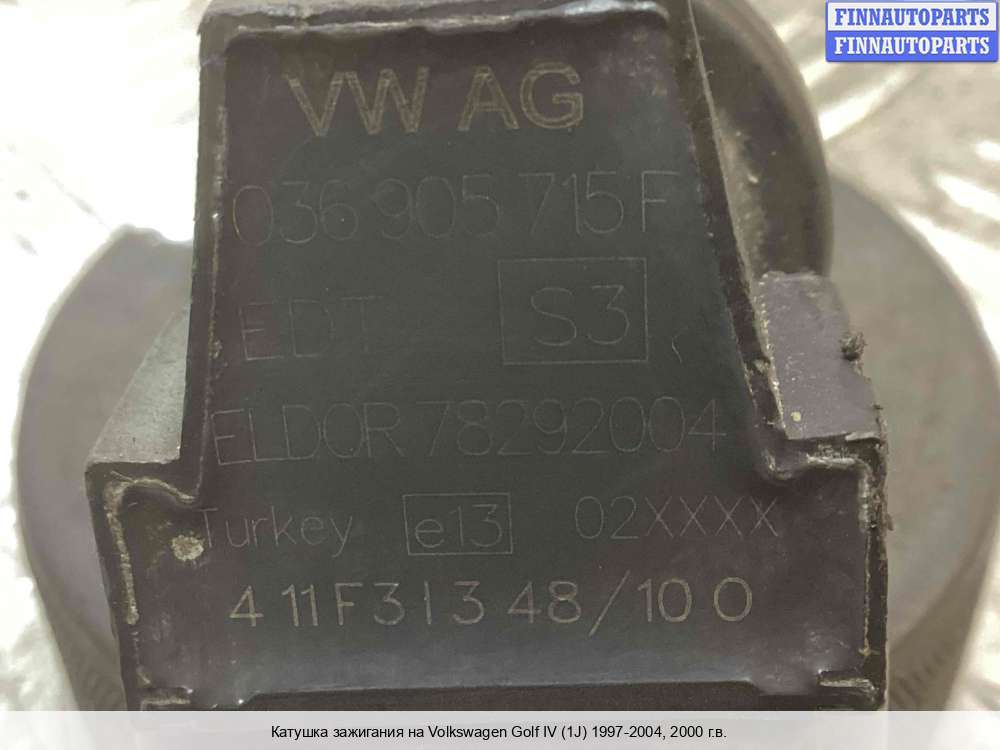 FINNAUTOPARTS
FINNAUTOPARTS
VW AG
036 905 715 F
EDT S3
ELDOR 78292004
Turkey e13 02XXXX
4 11F3I3 48/10 0
Катушка зажигания на Volkswagen Golf IV (1J) 1997-2004, 2000 г.в.